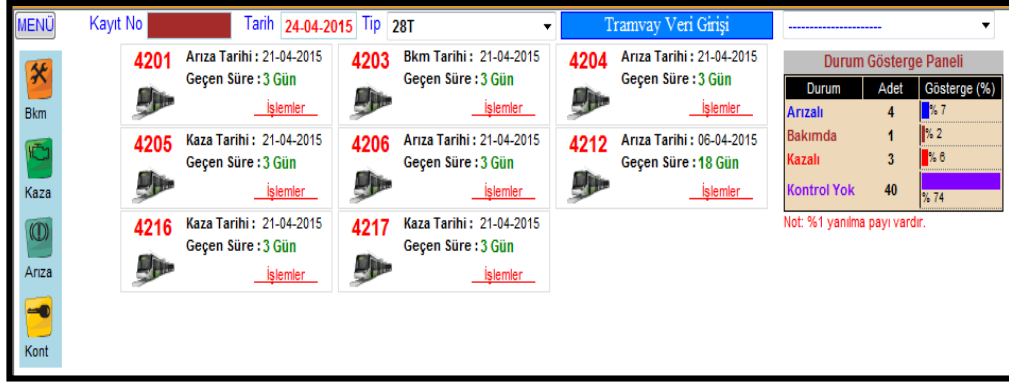 MENÜ Kayıt No Tarih 24-04-2015 Tip 28T Tramvay Veri Girişi ----------------------
Bkm
Kaza
Arıza
Kont
4201 Arıza Tarihi : 21-04-2015
Geçen Süre : 3 Gün
İşlemler
4203 Bkm Tarihi : 21-04-2015
Geçen Süre : 3 Gün
İşlemler
4204 Arıza Tarihi : 21-04-2015
Geçen Süre : 3 Gün
İşlemler
4205 Kaza Tarihi : 21-04-2015
Geçen Süre : 3 Gün
İşlemler
4206 Arıza Tarihi : 21-04-2015
Geçen Süre : 3 Gün
İşlemler
4212 Arıza Tarihi : 06-04-2015
Geçen Süre : 18 Gün
İşlemler
4216 Kaza Tarihi : 21-04-2015
Geçen Süre : 3 Gün
İşlemler
4217 Kaza Tarihi : 21-04-2015
Geçen Süre : 3 Gün
İşlemler
Durum Gösterge Paneli
Durum Adet Gösterge (%)
Arızalı 4 % 7
Bakımda 1 % 2
Kazalı 3 % 6
Kontrol Yok 40 % 74
Not: %1 yanılma payı vardır.